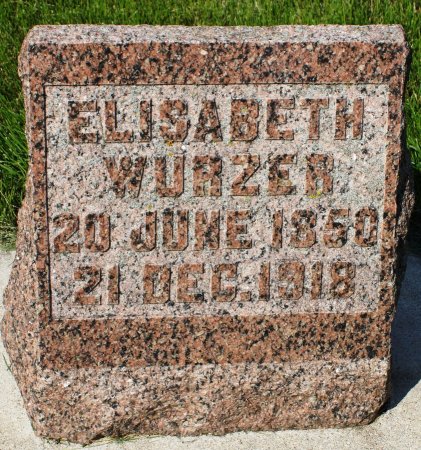 ELISABETH
WURZER
20 JUNE 1850
21 DEC. 1918